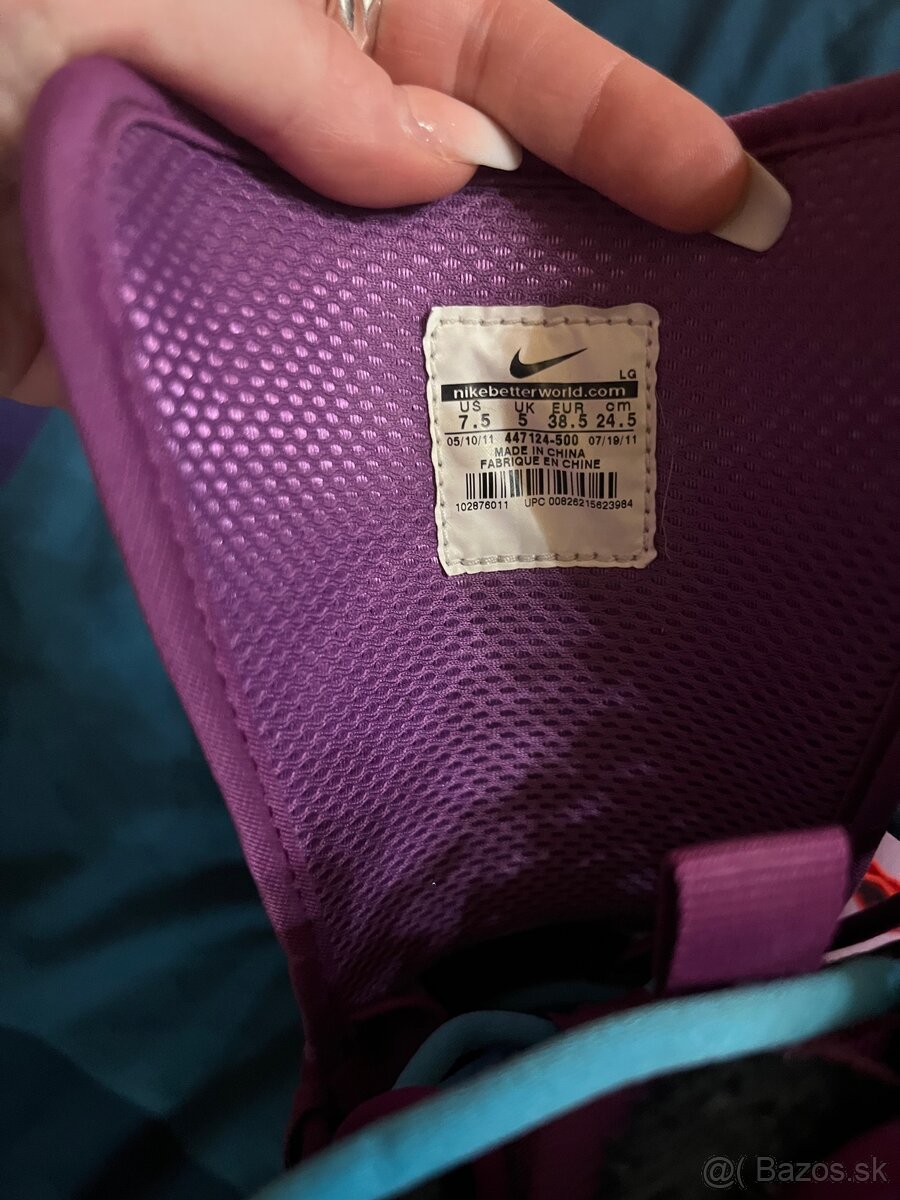 LG
nikebetterworld.com
US UK EUR cm
7.5 5 38.5 24.5
05/10/11 447124-500 07/19/11
MADE IN CHINA
FABRIQUE EN CHINE
102876011 UPC 00826215623984
@( Bazos.sk